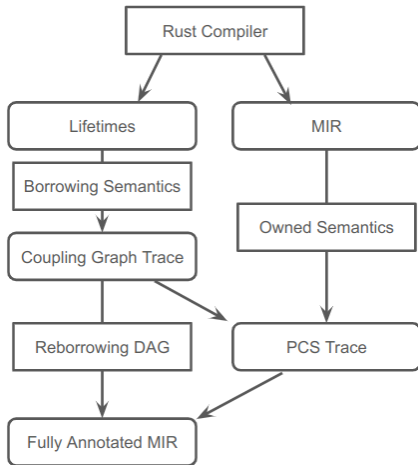 Rust Compiler
Lifetimes
MIR
Borrowing Semantics
Owned Semantics
Coupling Graph Trace
Reborrowing DAG
PCS Trace
Fully Annotated MIR